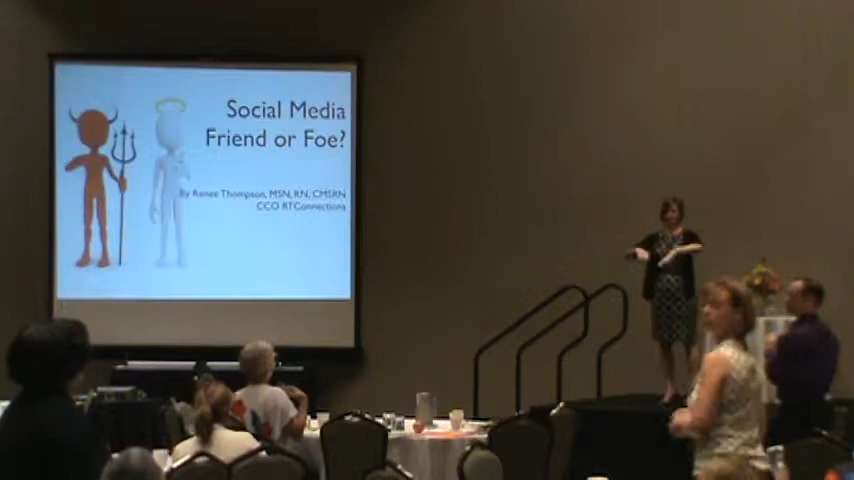 Social Media
Friend or Foe?
By Renee Thompson, MSN, RN, CMSRN
CCO RTConnections